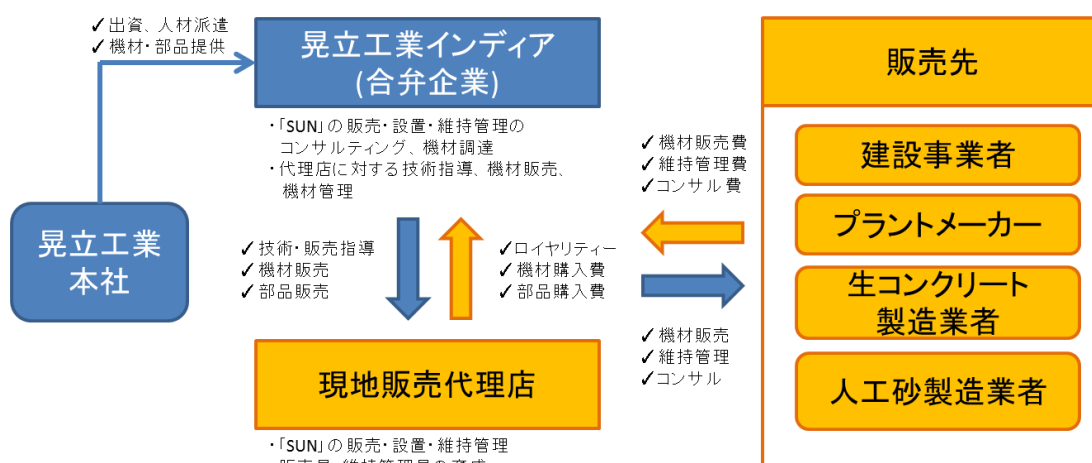 ✓出資、人材派遣
✓機材・部品提供
晃立工業インディア
(合弁企業)
・「SUN」の販売・設置・維持管理の
コンサルティング、機材調達
・代理店に対する技術指導、機材販売、
機材管理
晃立工業
本社
✓技術・販売指導
✓機材販売
✓部品販売
✓ロイヤリティー
✓機材購入費
✓部品購入費
現地販売代理店
・「SUN」の販売・設置・維持管理
✓機材販売費
✓維持管理費
✓コンサル費
✓機材販売
✓維持管理
✓コンサル
販売先
建設事業者
プラントメーカー
生コンクリート
製造業者
人工砂製造業者